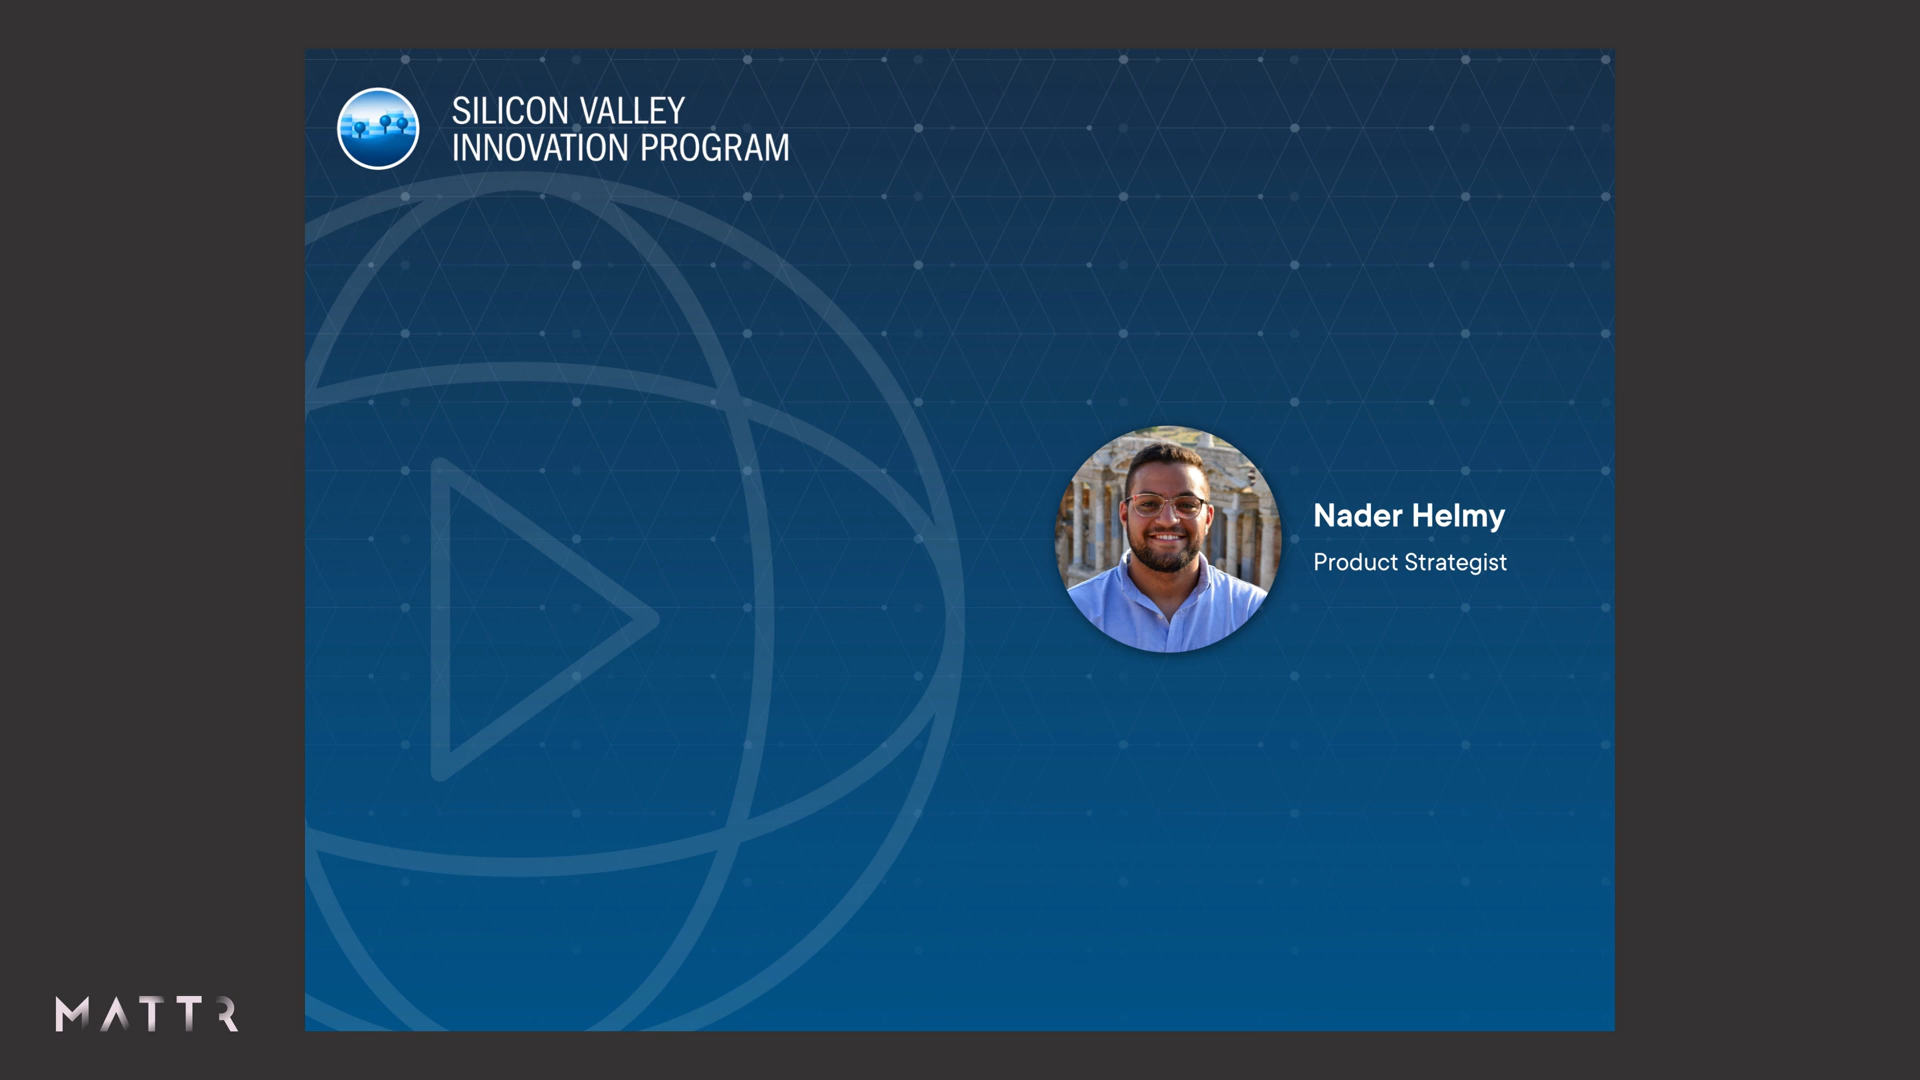 SILICON VALLEY
INNOVATION PROGRAM
Nader Helmy
Product Strategist
MATTR